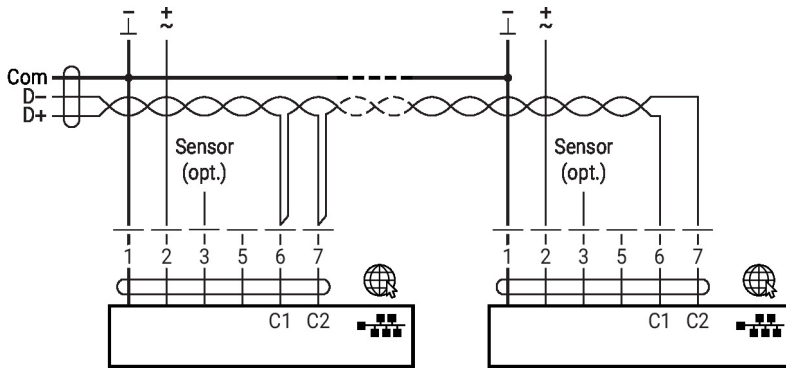 – + ~ – + ~
Com
D–
D+
Sensor Sensor
(opt.) (opt.)
1 2 3 5 6 7 1 2 3 5 6 7
C1 C2 C1 C2